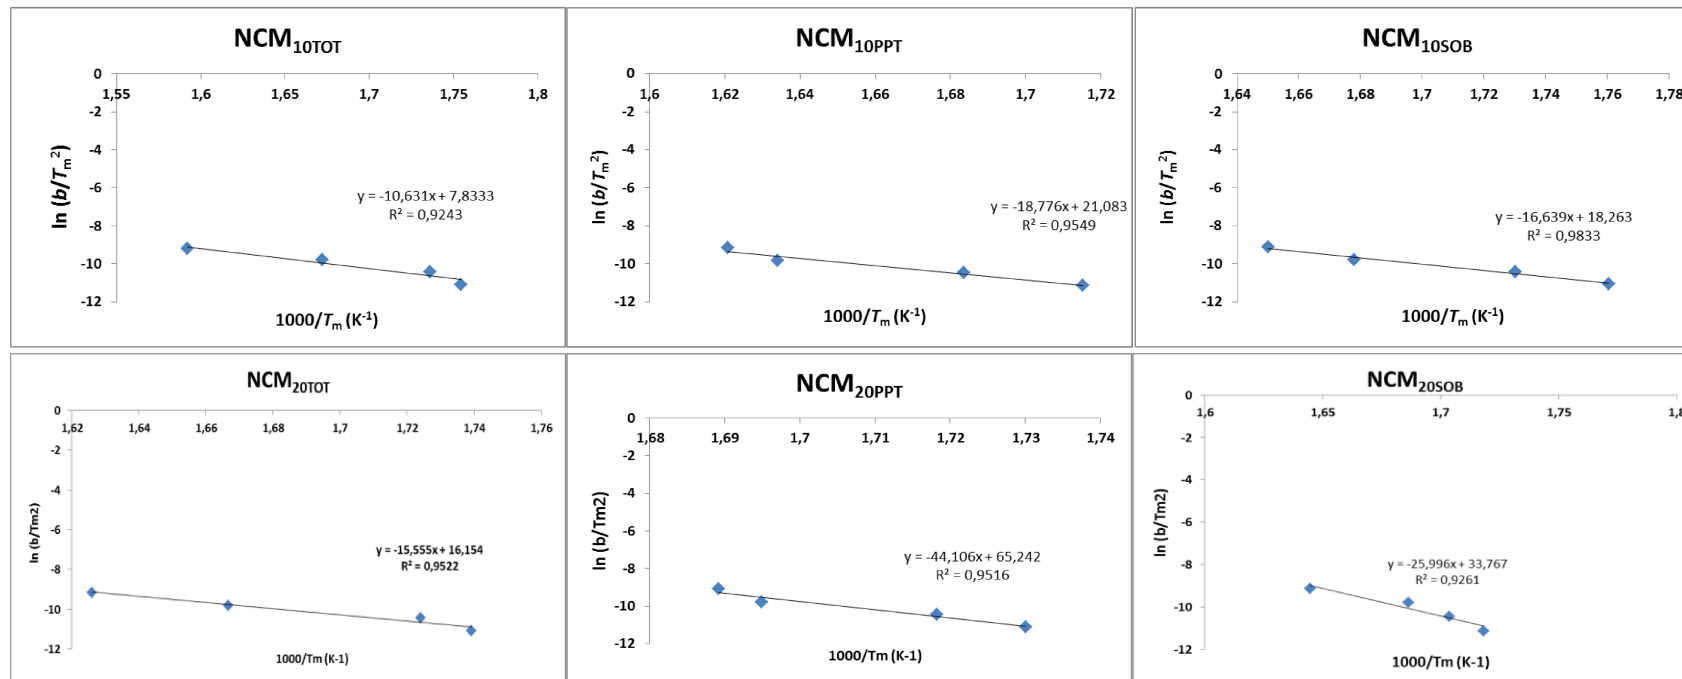 NCM10TOT
0
1,55 1,6 1,65 1,7 1,75 1,8
-2
-4
-6
-8
-10
-12
ln (b/Tm2)
y = -10,631x + 7,8333
R² = 0,9243
1000/Tm (K-1)
NCM10PPT
0
1,6 1,62 1,64 1,66 1,68 1,7 1,72
-2
-4
-6
-8
-10
-12
ln (b/Tm2)
y = -18,776x + 21,083
R² = 0,9549
1000/Tm (K-1)
NCM10SOB
0
1,64 1,66 1,68 1,7 1,72 1,74 1,76 1,78
-2
-4
-6
-8
-10
-12
ln (b/Tm2)
y = -16,639x + 18,263
R² = 0,9833
1000/Tm (K-1)
NCM20TOT
0
1,62 1,64 1,66 1,68 1,7 1,72 1,74 1,76
-2
-4
-6
-8
-10
-12
ln (b/Tm2)
y = -15,555x + 16,154
R² = 0,9522
1000/Tm (K-1)
NCM20PPT
0
1,68 1,69 1,7 1,71 1,72 1,73 1,74
-2
-4
-6
-8
-10
-12
ln (b/Tm2)
y = -44,106x + 65,242
R² = 0,9516
1000/Tm (K-1)
NCM20SOB
0
1,6 1,65 1,7 1,75 1,8
-2
-4
-6
-8
-10
-12
ln (b/Tm2)
y = -25,996x + 33,767
R² = 0,9261
1000/Tm (K-1)